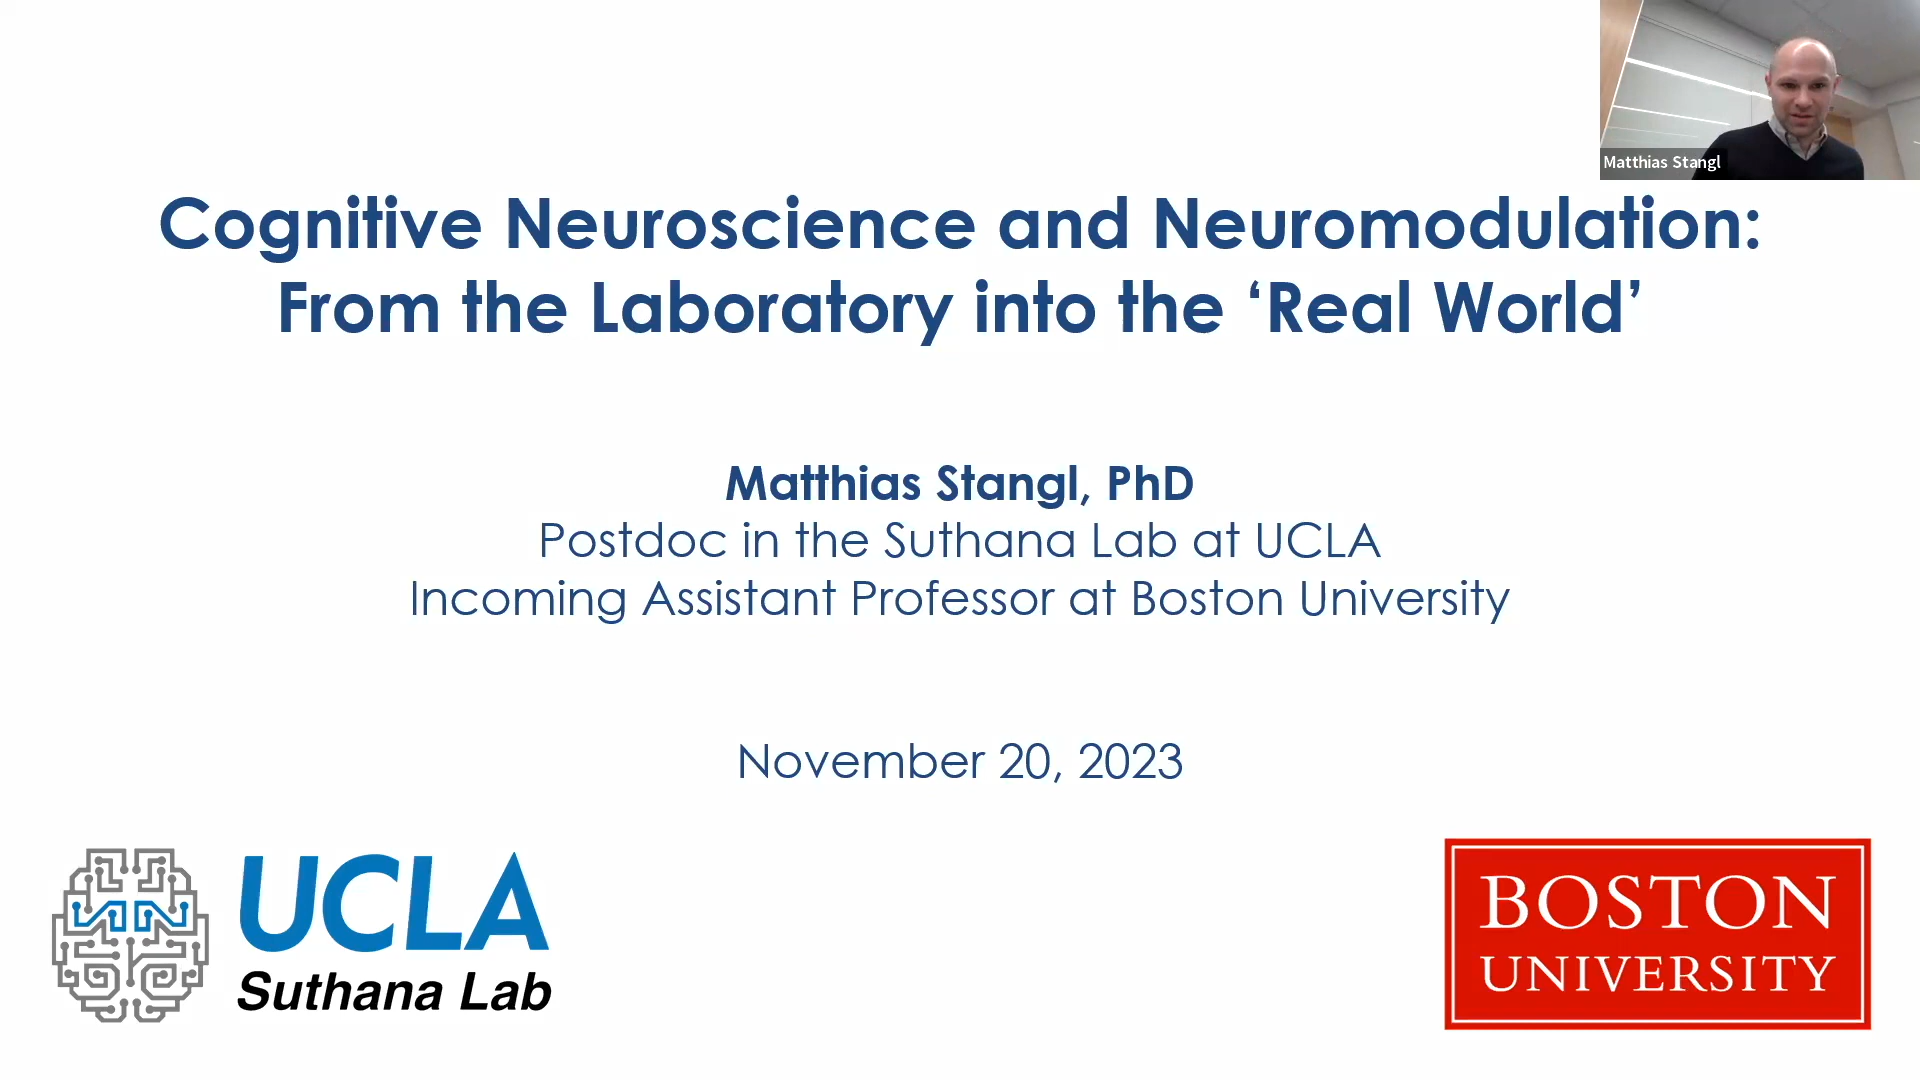 Matthias Stangl
Cognitive Neuroscience and Neuromodulation:
From the Laboratory into the ‘Real World’
Matthias Stangl, PhD
Postdoc in the Suthana Lab at UCLA
Incoming Assistant Professor at Boston University
November 20, 2023
UCLA
Suthana Lab
BOSTON
UNIVERSITY